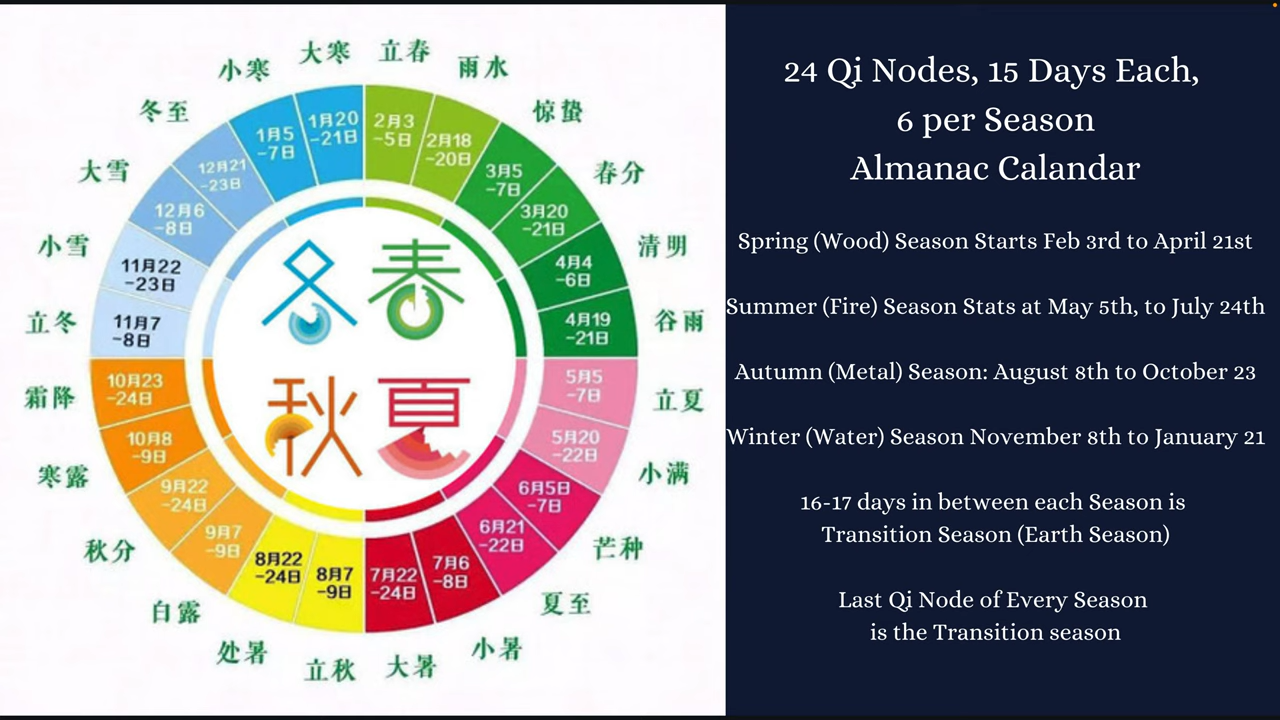 大寒
立春
小寒
雨水
冬至
惊蛰
大雪
春分
小雪
清明
立冬
谷雨
霜降
立夏
寒露
小满
秋分
芒种
白露
夏至
处暑
小暑
立秋
大暑
1月20
-21日
2月3
-5日
1月5
-7日
2月18
-20日
12月21
-23日
3月5
-7日
12月6
-8日
3月20
-21日
11月22
-23日
4月4
-6日
11月7
-8日
4月19
-21日
10月23
-24日
5月5
-7日
10月8
-9日
5月20
-22日
9月22
-24日
6月5日
-7日
9月7
-9日
6月21
-22日
8月22
-24日
7月6
-8日
8月7
-9日
7月22
-24日
冬
春
秋
夏
24 Qi Nodes, 15 Days Each,
6 per Season
Almanac Calandar
Spring (Wood) Season Starts Feb 3rd to April 21st
Summer (Fire) Season Stats at May 5th, to July 24th
Autumn (Metal) Season: August 8th to October 23
Winter (Water) Season November 8th to January 21
16-17 days in between each Season is
Transition Season (Earth Season)
Last Qi Node of Every Season
is the Transition season